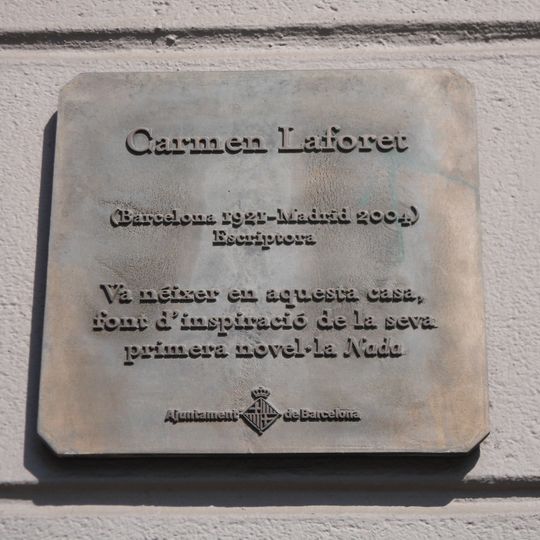 Carmen Laforet
(Barcelona 1921-Madrid 2004)
Escriptora
Va néixer en aquesta casa,
font d'inspiració de la seva
primera novel·la Nada
Ajuntament de Barcelona